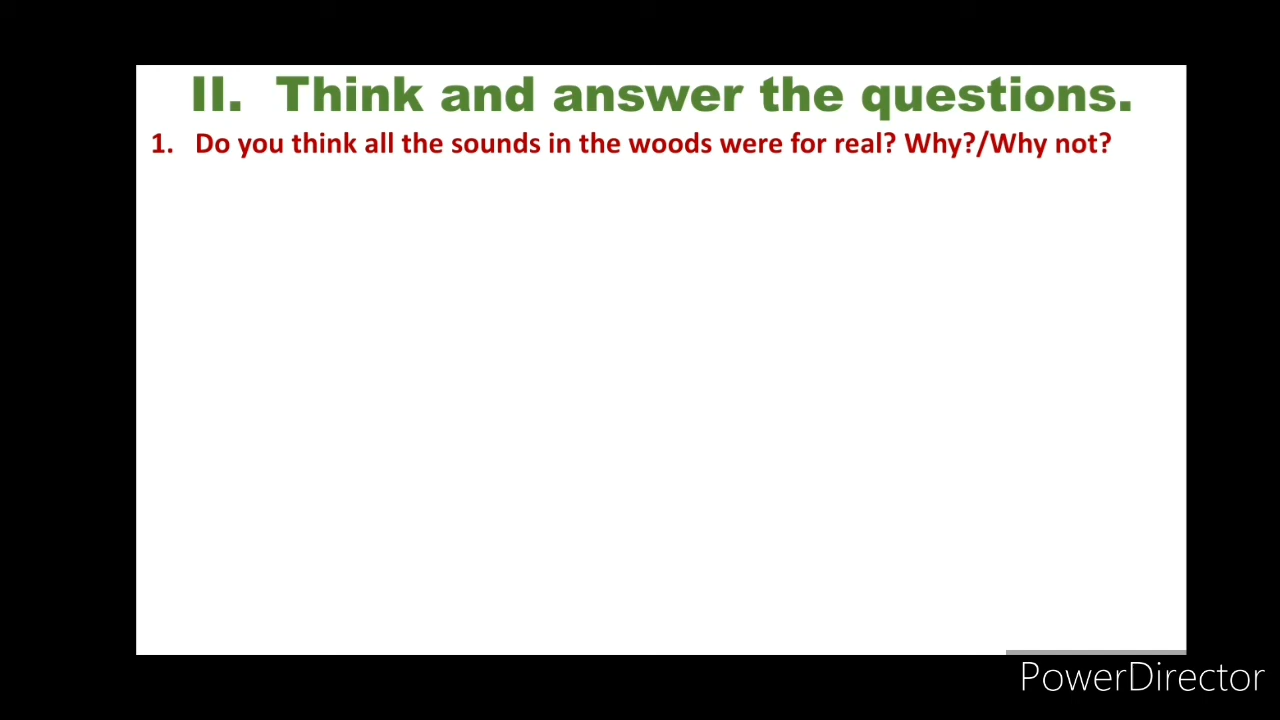 II. Think and answer the questions.
1. Do you think all the sounds in the woods were for real? Why?/Why not?
PowerDirector